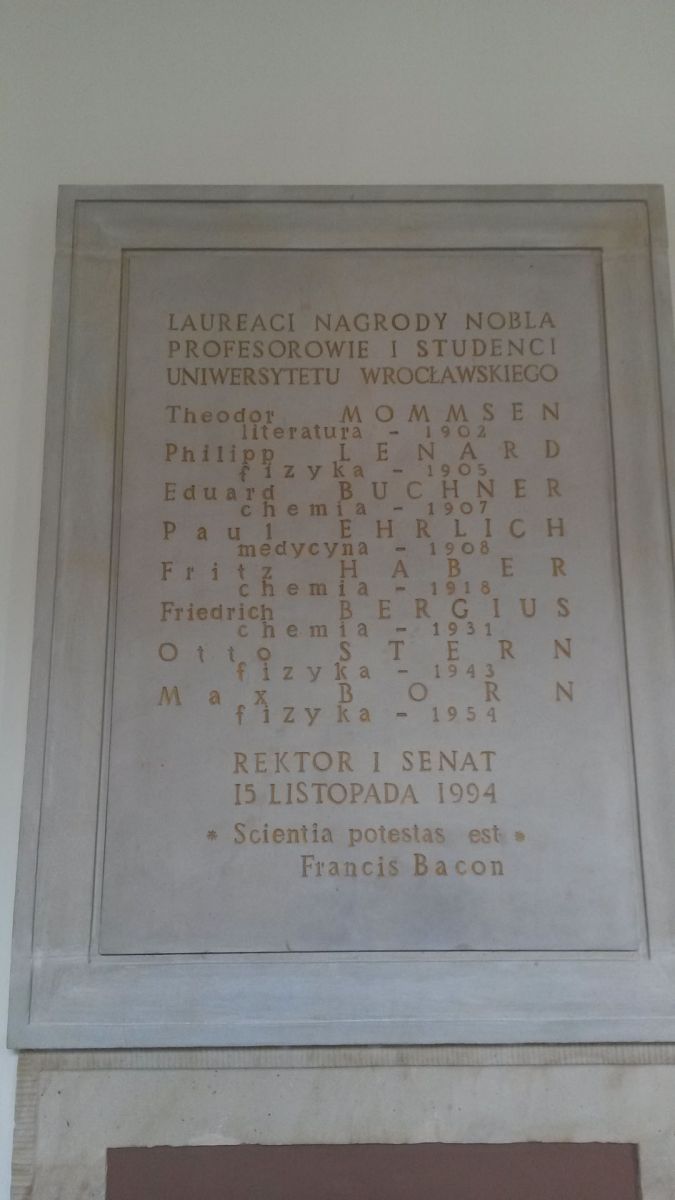 LAUREACI NAGRODY NOBLA
PROFESOROWIE I STUDENCI
UNIWERSYTETU WROCŁAWSKIEGO
Theodor MOMMSEN
literatura - 1902
Philipp LENARD
fizyka - 1905
Eduard BUCHNER
chemia - 1907
Paul EHRLICH
medycyna - 1908
Fritz HABER
chemia - 1918
Friedrich BERGIUS
chemia - 1931
Otto STERN
fizyka - 1943
Max BORN
fizyka - 1954
REKTOR I SENAT
15 LISTOPADA 1994
* Scientia potestas est *
Francis Bacon